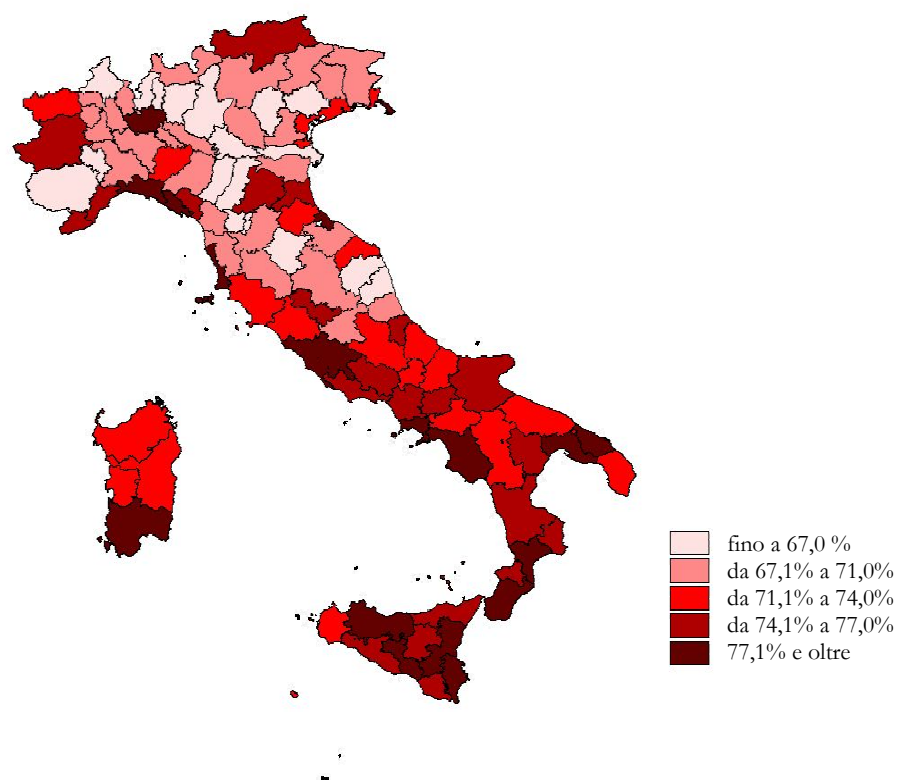 fino a 67,0 %
da 67,1% a 71,0%
da 71,1% a 74,0%
da 74,1% a 77,0%
77,1% e oltre